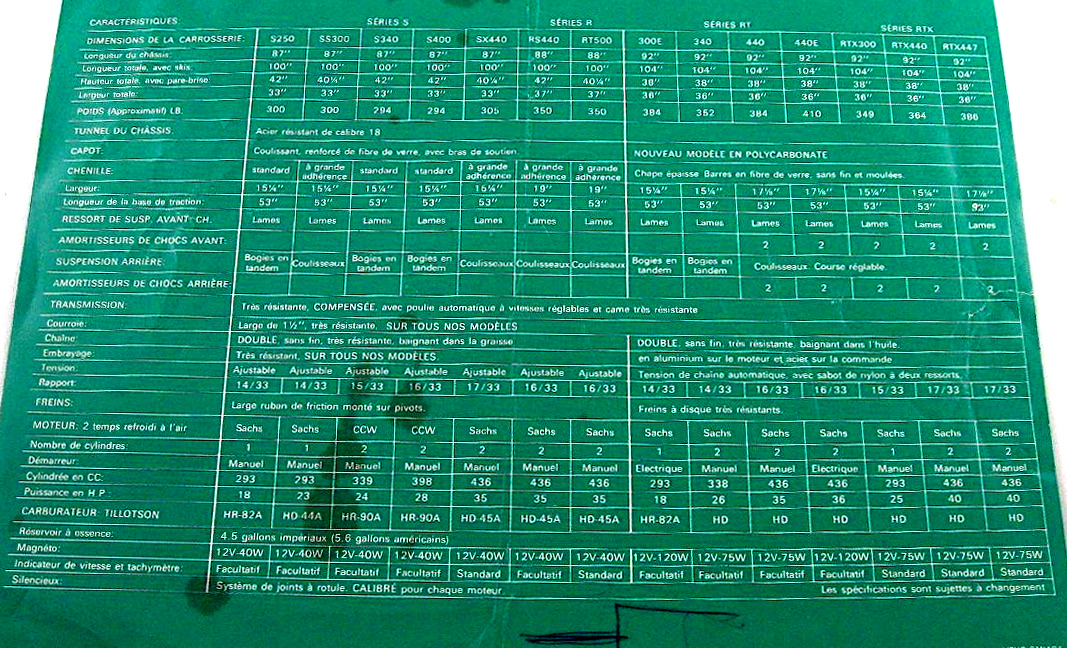 CARACTÉRISTIQUES: SÉRIES S SÉRIES R SÉRIES RT SÉRIES RTX
DIMENSIONS DE LA CARROSSERIE: S250 SS300 S340 S400 SX440 RS440 RT500 300E 340 440 440E RTX300 RTX440 RTX447
Longueur du châssis: 87" 87" 87" 87" 87" 88" 88" 92" 92" 92" 92" 92" 92" 92"
Longueur totale, avec skis: 100" 100" 100" 100" 100" 100" 100" 104" 104" 104" 104" 104" 104" 104"
Hauteur totale, avec pare-brise: 42" 40¼" 42" 42" 40¼" 42" 40¼" 38" 38" 38" 38" 38" 38" 38"
Largeur totale: 33" 33" 33" 33" 33" 37" 37" 36" 36" 36" 36" 36" 36" 36"
POIDS (Approximatif) LB. 300 300 294 294 305 350 350 384 352 384 410 349 364 386
TUNNEL DU CHÂSSIS: Acier résistant de calibre 18
CAPOT: Coulissant, renforcé de fibre de verre, avec bras de soutien. NOUVEAU MODÈLE EN POLYCARBONATE
CHENILLE: standard à grande adhérence standard standard à grande adhérence à grande adhérence à grande adhérence Chape épaisse Barres en fibre de verre, sans fin et moulées.
Largeur: 15¼" 15¼" 15¼" 15¼" 15¼" 19" 19" 15¼" 15¼" 17⅛" 17⅛" 15¼" 15¼" 17⅛"
Longueur de la base de traction: 53" 53" 53" 53" 53" 53" 53" 53" 53" 53" 53" 53" 53" 53"
RESSORT DE SUSP. AVANT: CH. Lames Lames Lames Lames Lames Lames Lames Lames Lames Lames Lames Lames Lames Lames
AMORTISSEURS DE CHOCS AVANT: 2 2 2 2 2
SUSPENSION ARRIÈRE: Bogies en tandem Coulisseaux Bogies en tandem Bogies en tandem Coulisseaux Coulisseaux Coulisseaux Bogies en tandem Bogies en tandem Coulisseaux. Course réglable.
AMORTISSEURS DE CHOCS ARRIÈRE: 2 2 2 2 2
TRANSMISSION: Très résistante, COMPENSÉE, avec poulie automatique à vitesses réglables et came très résistante
Courroie: Large de 1½", très résistante, SUR TOUS NOS MODÈLES
Chaîne: DOUBLE, sans fin, très résistante, baignant dans la graisse DOUBLE, sans fin, très résistante, baignant dans l'huile.
Embrayage: Très résistant, SUR TOUS NOS MODÈLES. en aluminium sur le moteur et acier sur la commande
Tension: Ajustable Ajustable Ajustable Ajustable Ajustable Ajustable Ajustable Tension de chaîne automatique, avec sabot de nylon à deux ressorts.
Rapport: 14/33 14/33 15/33 16/33 17/33 16/33 16/33 14/33 14/33 16/33 16/33 15/33 17/33 17/33
FREINS: Large ruban de friction monté sur pivots. Freins à disque très résistants.
MOTEUR: 2 temps refroidi à l'air Sachs Sachs CCW CCW Sachs Sachs Sachs Sachs Sachs Sachs Sachs Sachs Sachs Sachs
Nombre de cylindres: 1 1 2 2 2 2 2 1 2 2 2 1 2 2
Démarreur: Manuel Manuel Manuel Manuel Manuel Manuel Manuel Electrique Manuel Manuel Electrique Manuel Manuel Manuel
Cylindrée en CC: 293 293 339 398 436 436 436 293 338 436 436 293 436 436
Puissance en H.P.: 18 23 24 28 35 35 35 18 26 35 36 25 40 40
CARBURATEUR: TILLOTSON HR-82A HD-44A HR-90A HR-90A HD-45A HD-45A HD-45A HR-82A HD HD HD HD HD HD
Réservoir à essence: 4.5 gallons impériaux (5.6 gallons américains)
Magnéto: 12V-40W 12V-40W 12V-40W 12V-40W 12V-40W 12V-40W 12V-40W 12V-120W 12V-75W 12V-75W 12V-120W 12V-75W 12V-75W 12V-75W
Indicateur de vitesse et tachymètre: Facultatif Facultatif Facultatif Facultatif Standard Facultatif Standard Facultatif Facultatif Facultatif Facultatif Standard Standard Standard
Silencieux: Système de joints à rotule. CALIBRÉ pour chaque moteur. Les spécifications sont sujettes à changement